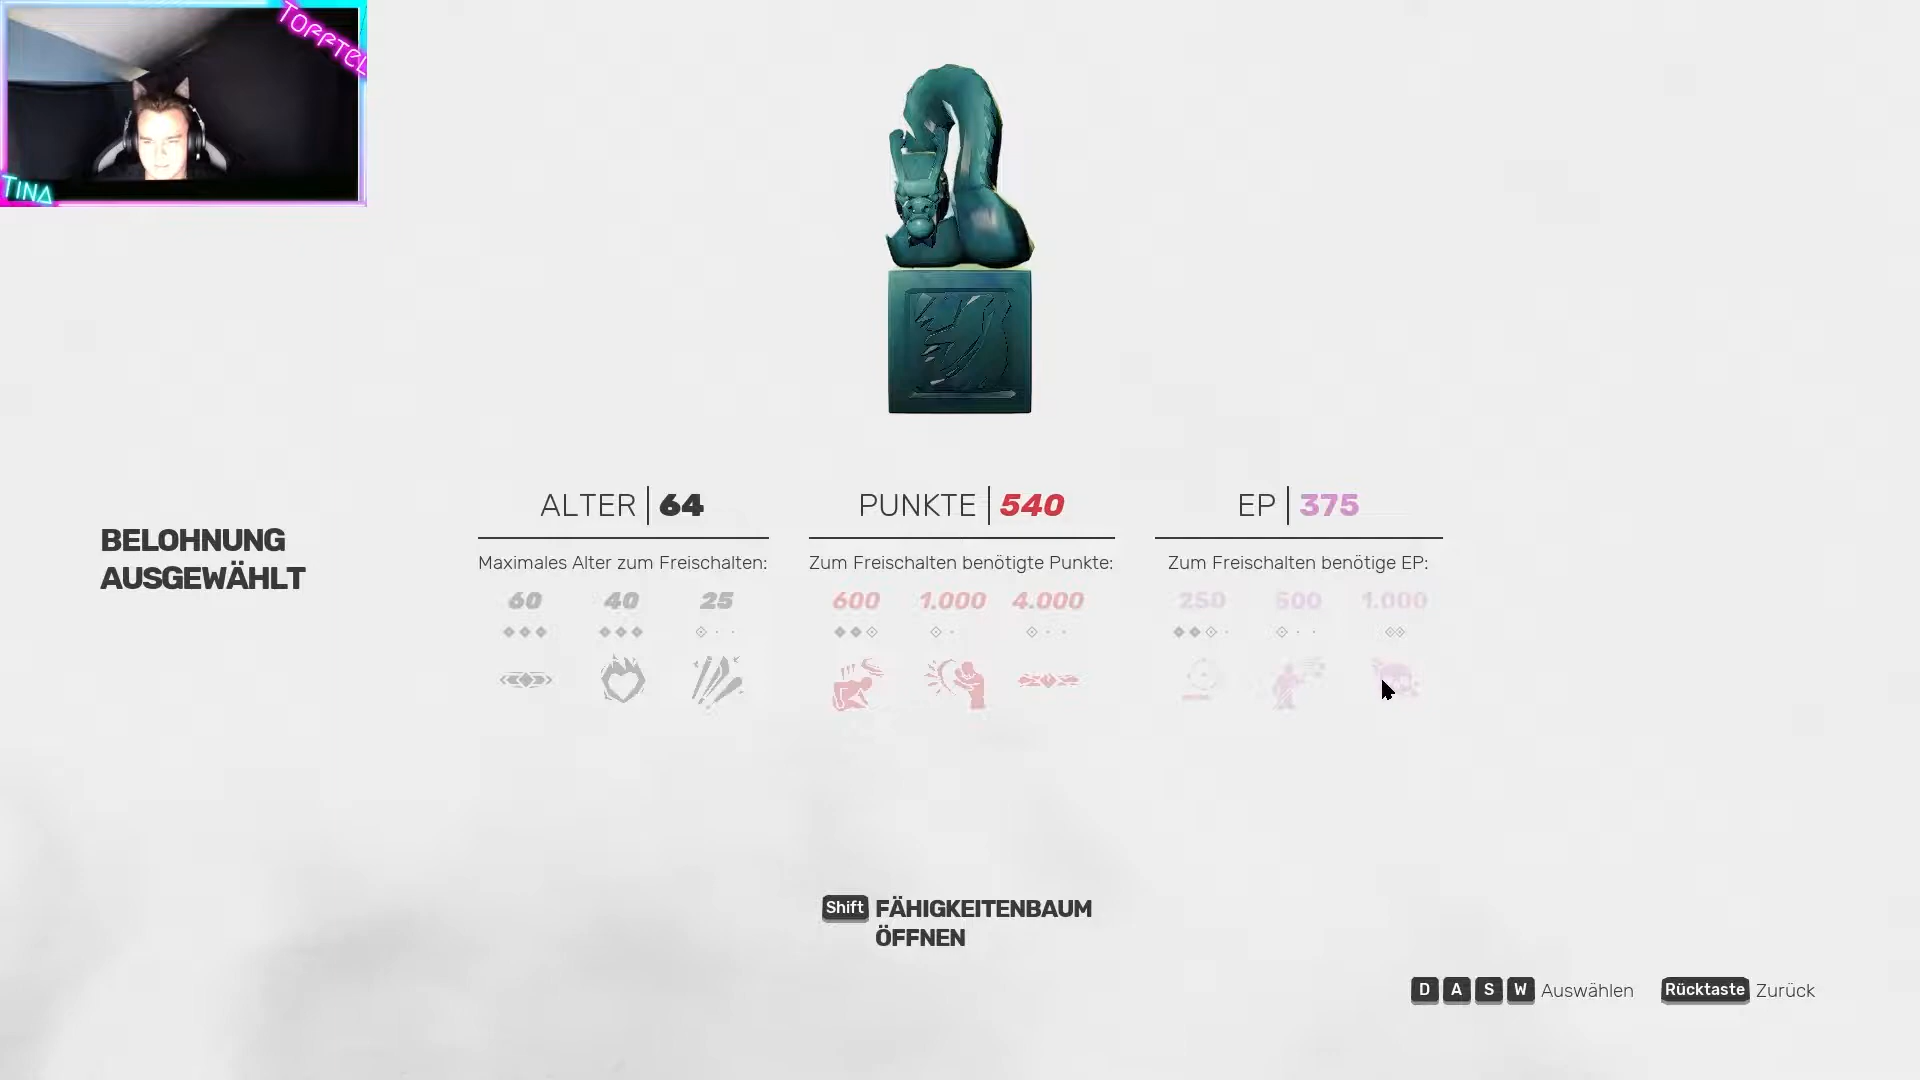 TOFFTEL
TINA
BELOHNUNG
AUSGEWÄHLT
ALTER | 64
Maximales Alter zum Freischalten:
60 40 25
PUNKTE | 540
Zum Freischalten benötigte Punkte:
600 1.000 4.000
EP | 375
Zum Freischalten benötige EP:
250 500 1.000
Shift FÄHIGKEITENBAUM
ÖFFNEN
D A S W Auswählen Rücktaste Zurück